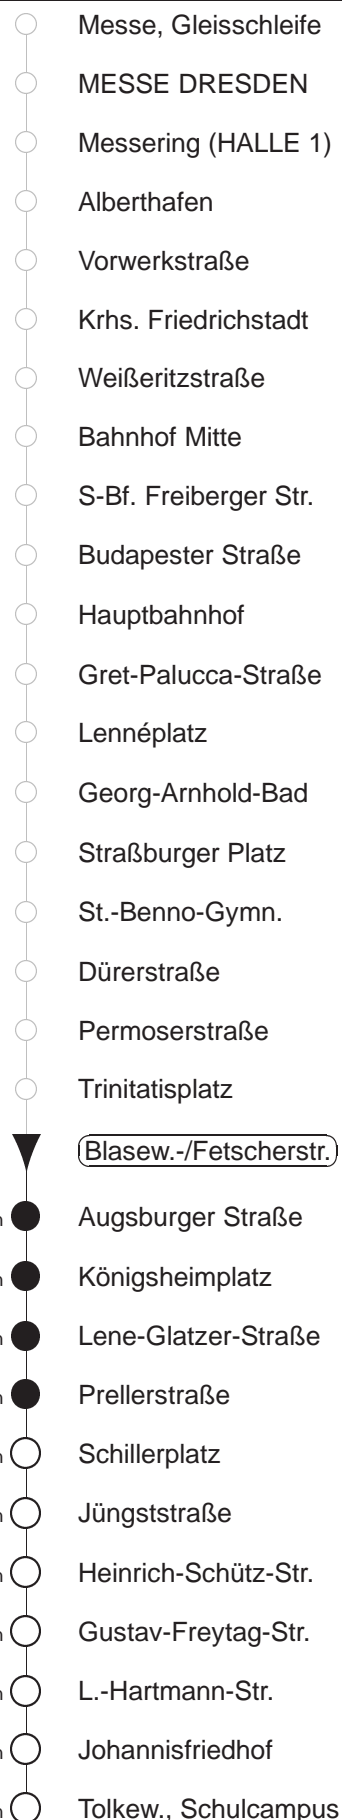 Messe, Gleisschleife
MESSE DRESDEN
Messering (HALLE 1)
Alberthafen
Vorwerkstraße
Krhs. Friedrichstadt
Weißeritzstraße
Bahnhof Mitte
S-Bf. Freiberger Str.
Budapester Straße
Hauptbahnhof
Gret-Palucca-Straße
Lennéplatz
Georg-Arnhold-Bad
Straßburger Platz
St.-Benno-Gymn.
Dürerstraße
Permoserstraße
Trinitatisplatz
Blasew.-/Fetscherstr.
Augsburger Straße
Königsheimplatz
Lene-Glatzer-Straße
Prellerstraße
Schillerplatz
Jüngststraße
Heinrich-Schütz-Str.
Gustav-Freytag-Str.
L.-Hartmann-Str.
Johannisfriedhof
Tolkew., Schulcampus